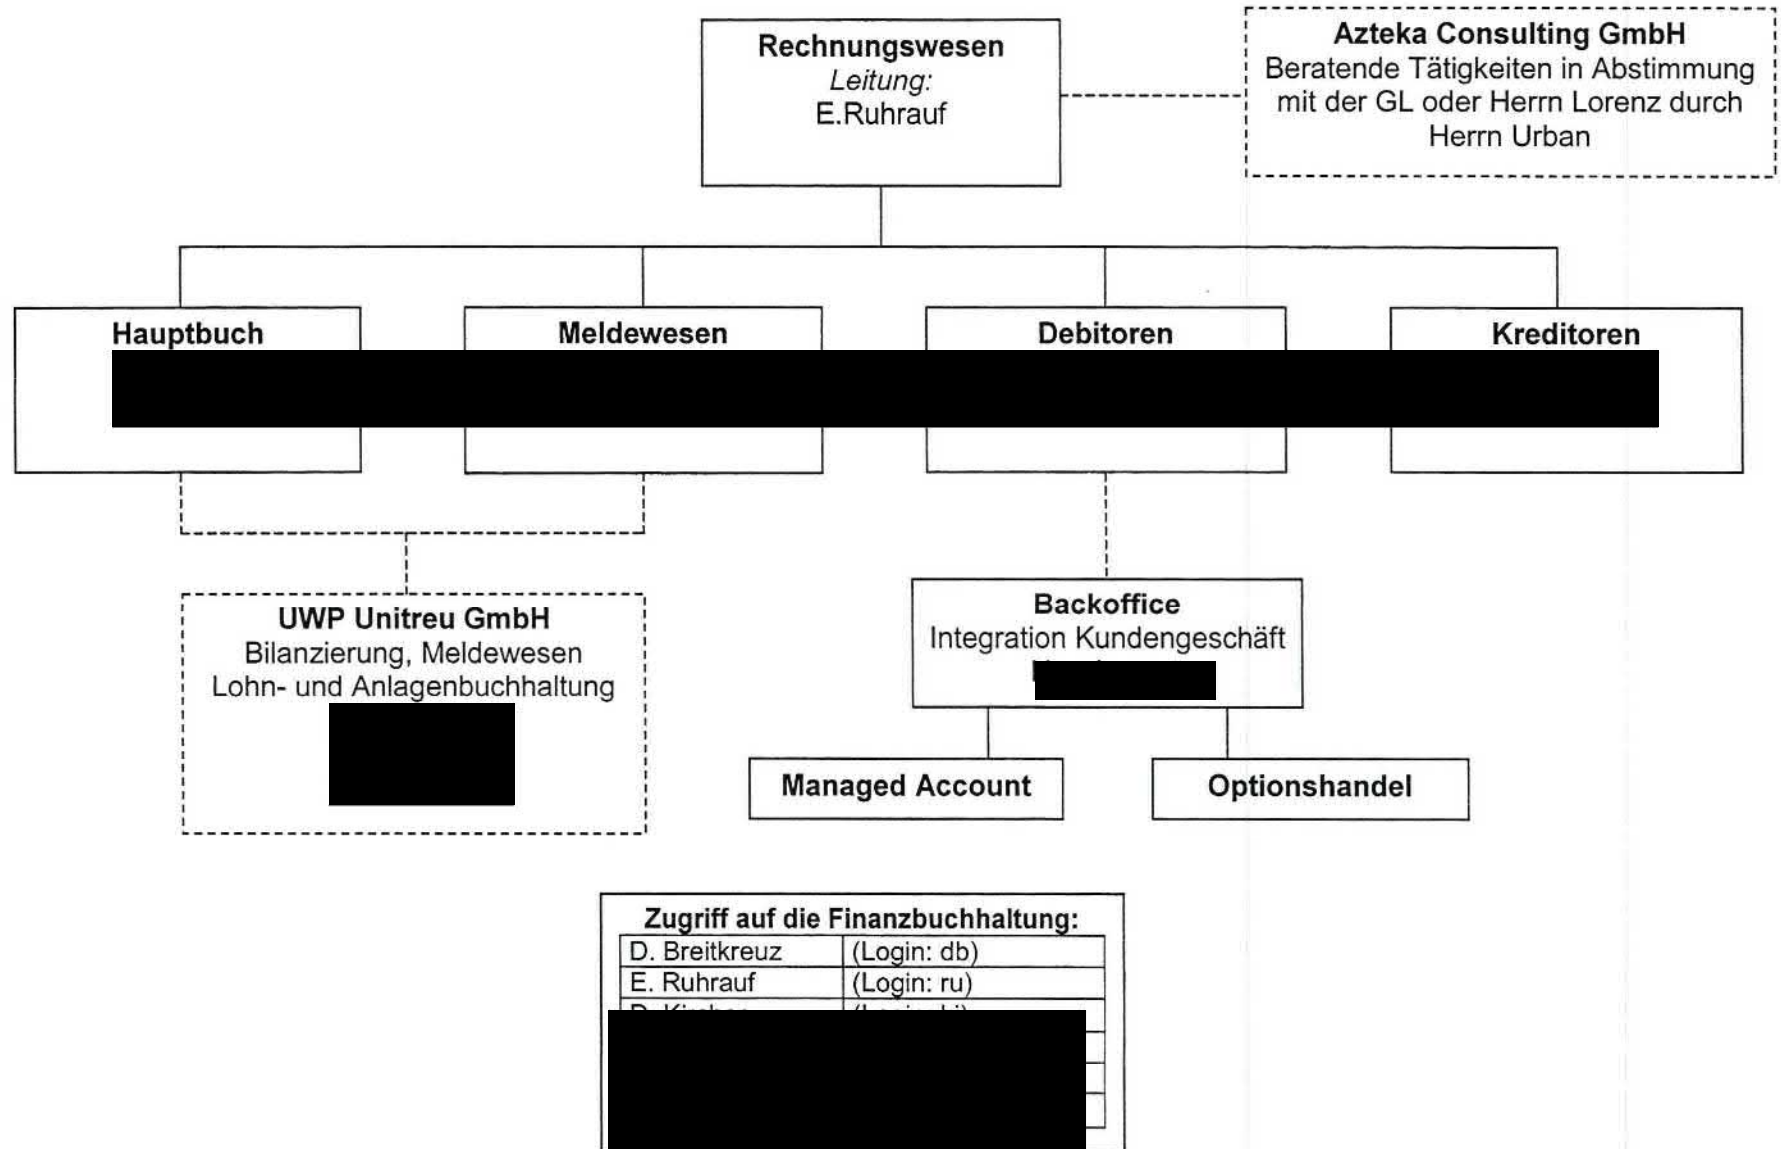 Rechnungswesen
Leitung:
E.Ruhrauf
Azteka Consulting GmbH
Beratende Tätigkeiten in Abstimmung
mit der GL oder Herrn Lorenz durch
Herrn Urban
Hauptbuch
Meldewesen
Debitoren
Kreditoren
UWP Unitreu GmbH
Bilanzierung, Meldewesen
Lohn- und Anlagenbuchhaltung
Backoffice
Integration Kundengeschäft
Managed Account
Optionshandel
Zugriff auf die Finanzbuchhaltung:
D. Breitkreuz (Login: db)
E. Ruhrauf (Login: ru)